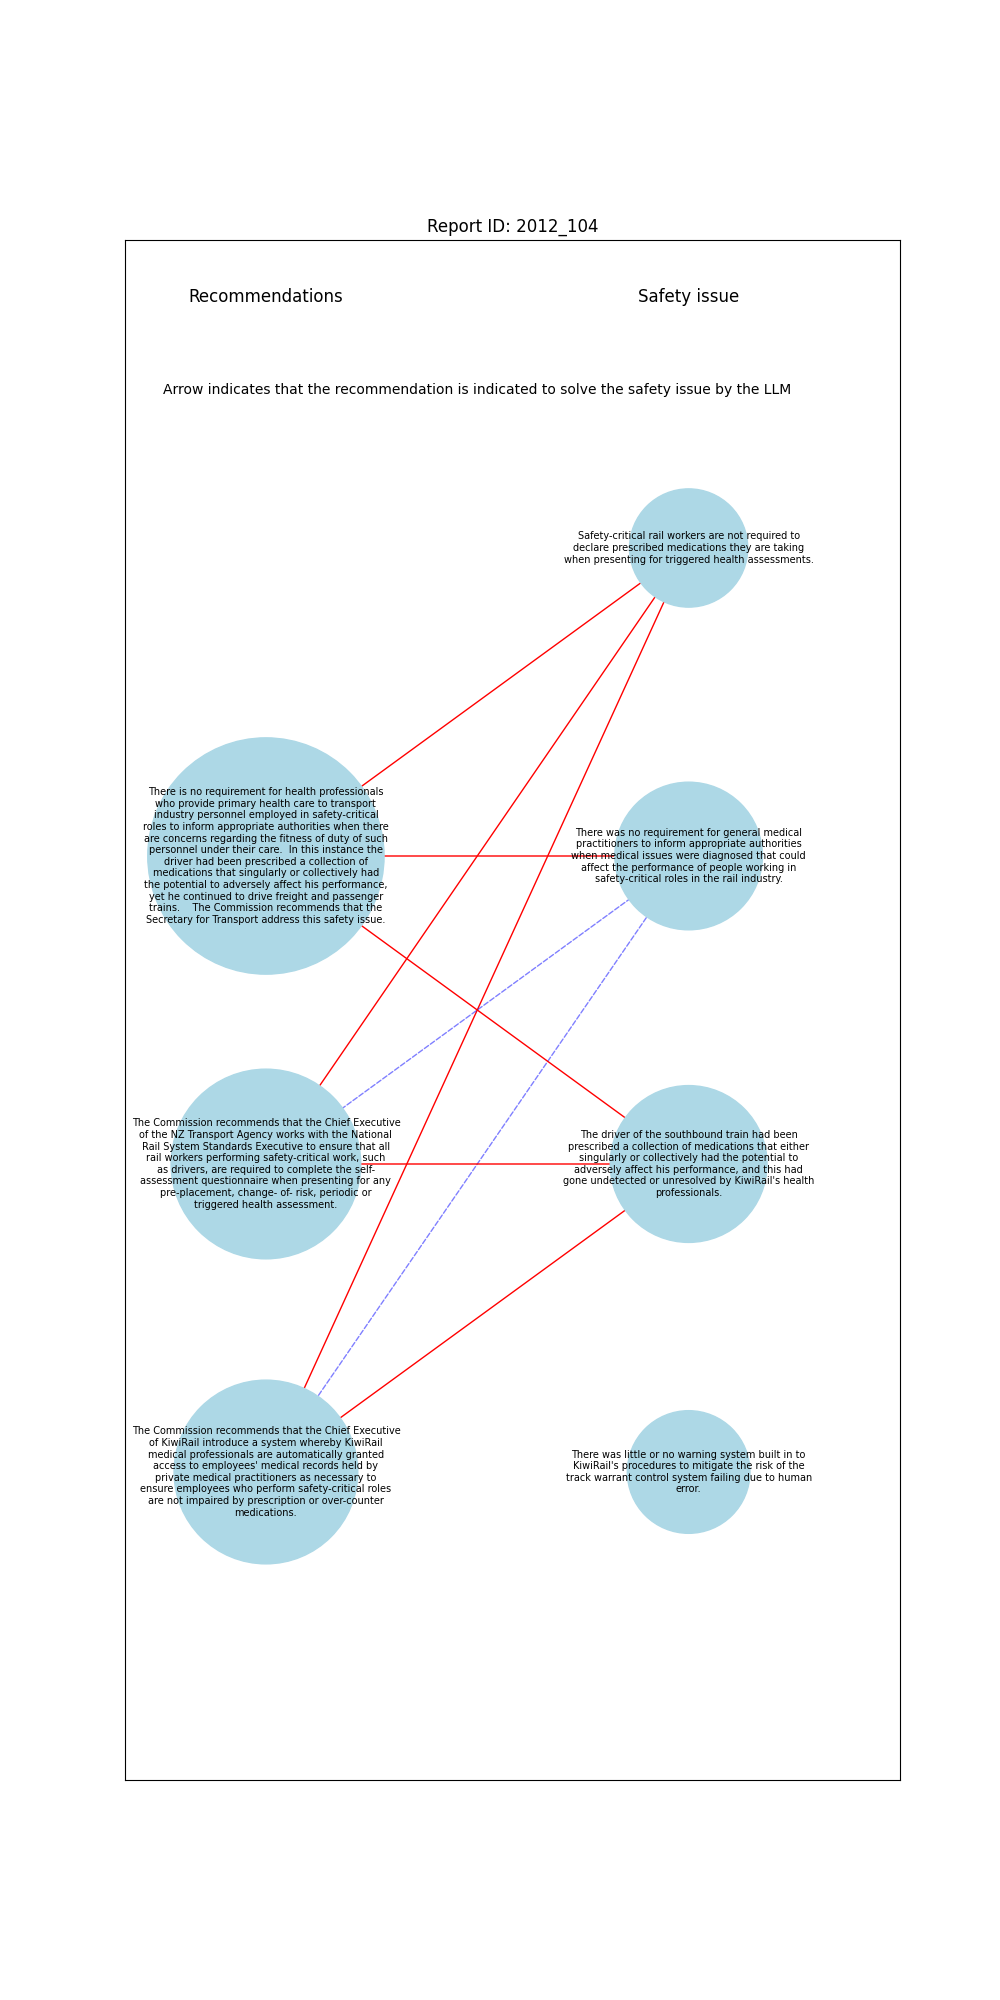 Report ID: 2012_104
Recommendations
Safety issue
Arrow indicates that the recommendation is indicated to solve the safety issue by the LLM
Safety-critical rail workers are not required to
declare prescribed medications they are taking
when presenting for triggered health assessments.
There is no requirement for health professionals
who provide primary health care to transport
industry personnel employed in safety-critical
roles to inform appropriate authorities when there
are concerns regarding the fitness of duty of such
personnel under their care.  In this instance the
driver had been prescribed a collection of
medications that singularly or collectively had
the potential to adversely affect his performance,
yet he continued to drive freight and passenger
trains.    The Commission recommends that the
Secretary for Transport address this safety issue.
There was no requirement for general medical
practitioners to inform appropriate authorities
when medical issues were diagnosed that could
affect the performance of people working in
safety-critical roles in the rail industry.
The Commission recommends that the Chief Executive
of the NZ Transport Agency works with the National
Rail System Standards Executive to ensure that all
rail workers performing safety-critical work, such
as drivers, are required to complete the self-
assessment questionnaire when presenting for any
pre-placement, change- of- risk, periodic or
triggered health assessment.
The driver of the southbound train had been
prescribed a collection of medications that either
singularly or collectively had the potential to
adversely affect his performance, and this had
gone undetected or unresolved by KiwiRail's health
professionals.
The Commission recommends that the Chief Executive
of KiwiRail introduce a system whereby KiwiRail
medical professionals are automatically granted
access to employees' medical records held by
private medical practitioners as necessary to
ensure employees who perform safety-critical roles
are not impaired by prescription or over-counter
medications.
There was little or no warning system built in to
KiwiRail's procedures to mitigate the risk of the
track warrant control system failing due to human
error.